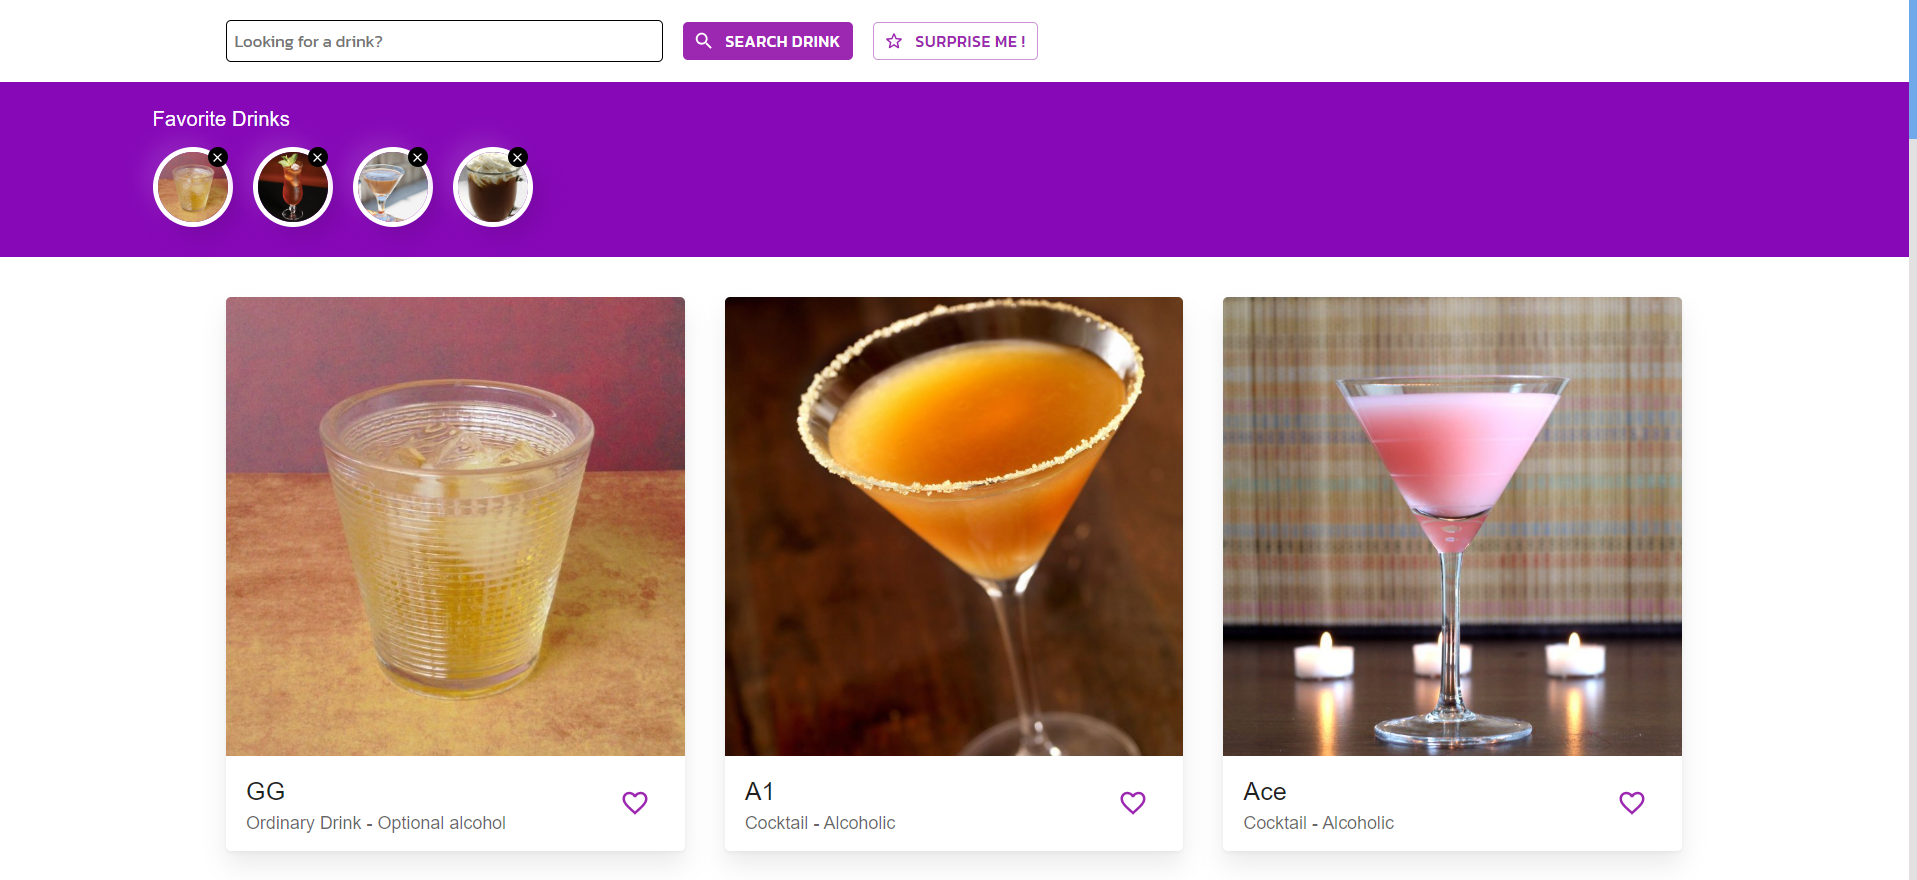 Looking for a drink?
SEARCH DRINK
SURPRISE ME !
Favorite Drinks
GG
Ordinary Drink - Optional alcohol
A1
Cocktail - Alcoholic
Ace
Cocktail - Alcoholic